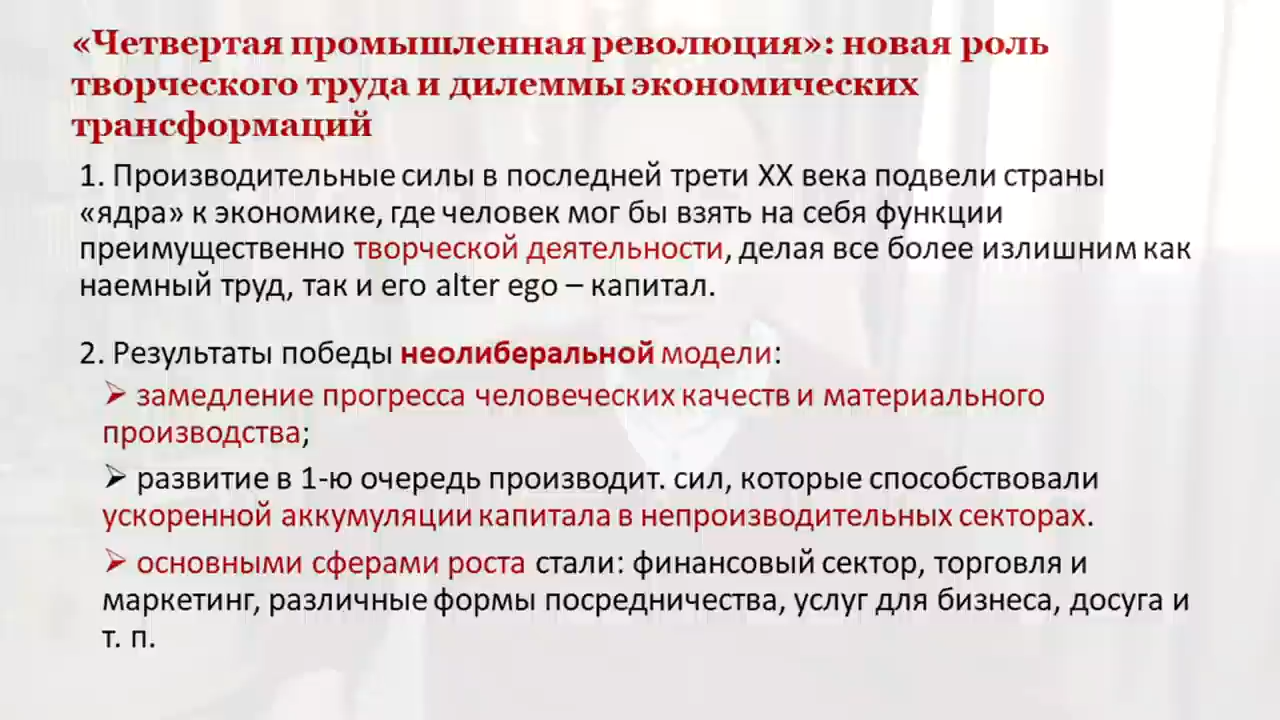 «Четвертая промышленная революция»: новая роль
творческого труда и дилеммы экономических
трансформаций
1. Производительные силы в последней трети XX века подвели страны
«ядра» к экономике, где человек мог бы взять на себя функции
преимущественно творческой деятельности, делая все более излишним как
наемный труд, так и его alter ego – капитал.
2. Результаты победы неолиберальной модели:
➢ замедление прогресса человеческих качеств и материального
производства;
➢ развитие в 1-ю очередь производит. сил, которые способствовали
ускоренной аккумуляции капитала в непроизводительных секторах.
➢ основными сферами роста стали: финансовый сектор, торговля и
маркетинг, различные формы посредничества, услуг для бизнеса, досуга и
т. п.